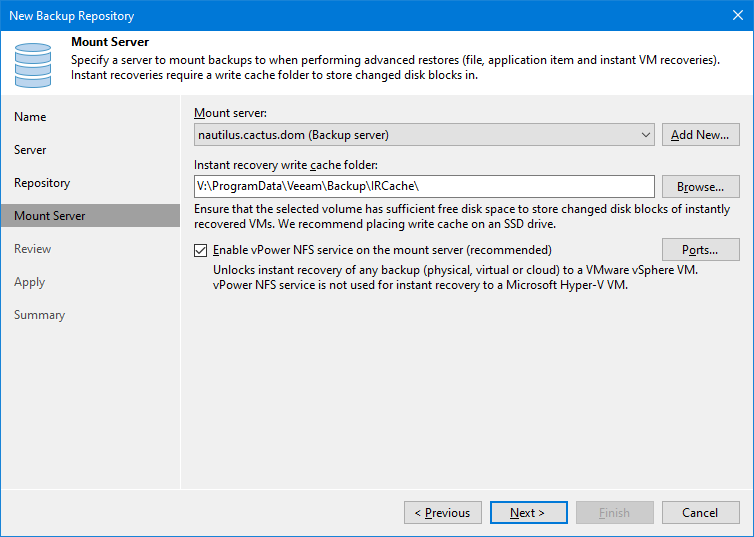 New Backup Repository
Mount Server
Specify a server to mount backups to when performing advanced restores (file, application item and instant VM recoveries).
Instant recoveries require a write cache folder to store changed disk blocks in.
Name
Server
Repository
Mount Server
Review
Apply
Summary
Mount server:
nautilus.cactus.dom (Backup server)
Add New...
Instant recovery write cache folder:
V:\ProgramData\Veeam\Backup\IRCache\
Browse...
Ensure that the selected volume has sufficient free disk space to store changed disk blocks of instantly
recovered VMs. We recommend placing write cache on an SSD drive.
Enable vPower NFS service on the mount server (recommended)
Ports...
Unlocks instant recovery of any backup (physical, virtual or cloud) to a VMware vSphere VM.
vPower NFS service is not used for instant recovery to a Microsoft Hyper-V VM.
< Previous
Next >
Finish
Cancel